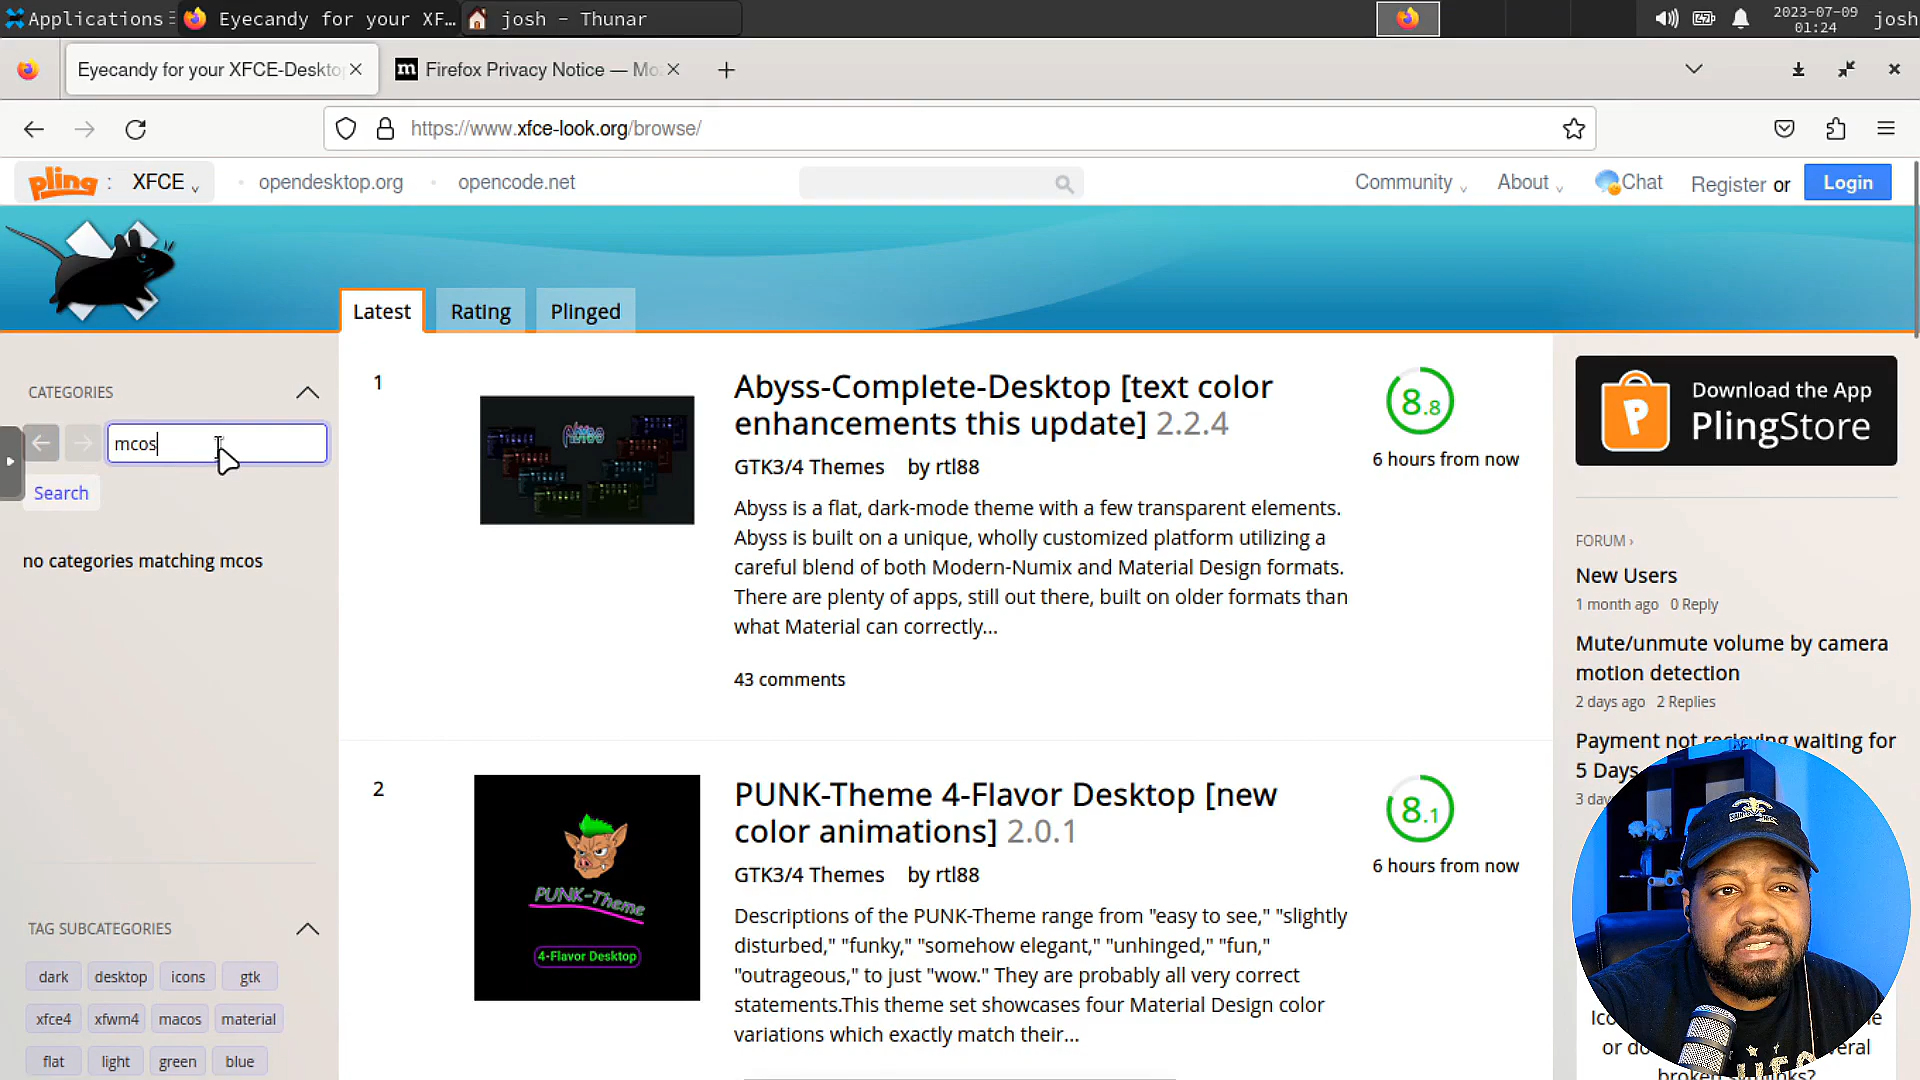 Applications
Eyecandy for your XF...
josh - Thunar
2023-07-09
01:24
josh
Eyecandy for your XFCE-Deskto
m Firefox Privacy Notice — Mo
https://www.xfce-look.org/browse/
pling : XFCE
opendesktop.org
opencode.net
Community
About
Chat
Register or
Login
Latest
Rating
Plinged
CATEGORIES
mcos
Search
no categories matching mcos
TAG SUBCATEGORIES
dark desktop icons gtk
xfce4 xfwm4 macos material
flat light green blue
1
Abyss-Complete-Desktop [text color
enhancements this update] 2.2.4
GTK3/4 Themes by rtl88
Abyss is a flat, dark-mode theme with a few transparent elements.
Abyss is built on a unique, wholly customized platform utilizing a
careful blend of both Modern-Numix and Material Design formats.
There are plenty of apps, still out there, built on older formats than
what Material can correctly...
43 comments
8.8
6 hours from now
2
PUNK-Theme
4-Flavor Desktop
PUNK-Theme 4-Flavor Desktop [new
color animations] 2.0.1
GTK3/4 Themes by rtl88
Descriptions of the PUNK-Theme range from "easy to see," "slightly
disturbed," "funky," "somehow elegant," "unhinged," "fun,"
"outrageous," to just "wow." They are probably all very correct
statements.This theme set showcases four Material Design color
variations which exactly match their...
8.1
6 hours from now
P
Download the App
PlingStore
FORUM ›
New Users
1 month ago 0 Reply
Mute/unmute volume by camera
motion detection
2 days ago 2 Replies
Payment not recieving waiting for
5 Days
3 day
SAINTS